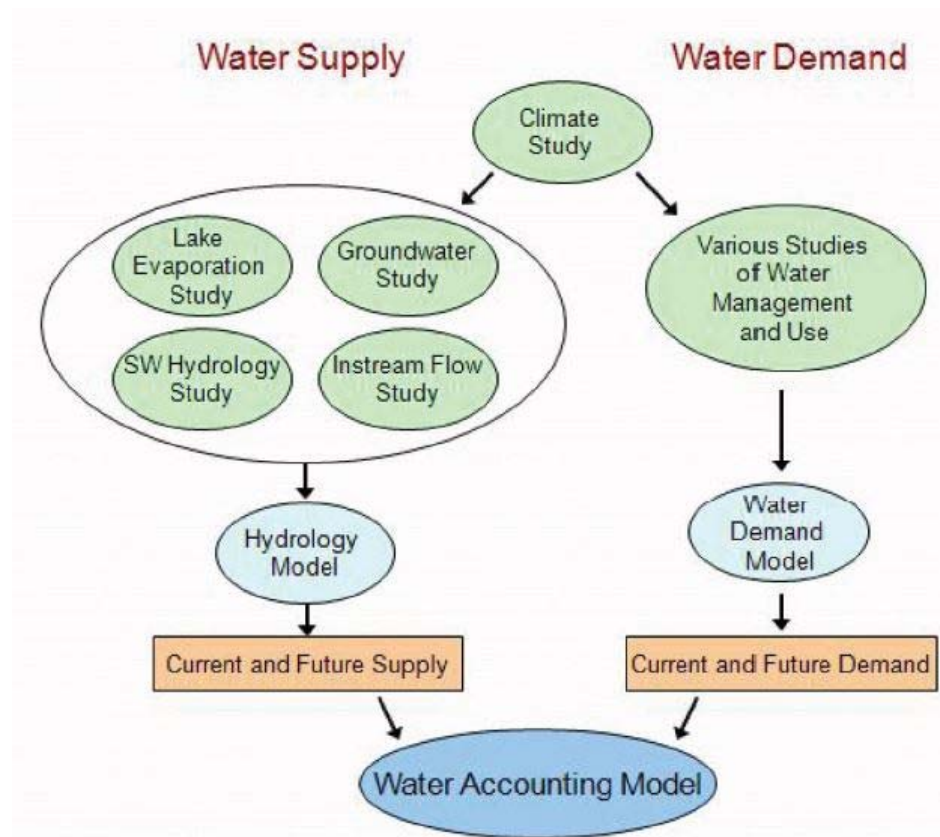 Water Supply
Water Demand
Climate
Study
Lake
Evaporation
Study
Groundwater
Study
SW Hydrology
Study
Instream Flow
Study
Various Studies
of Water
Management
and Use
Hydrology
Model
Water
Demand
Model
Current and Future Supply
Current and Future Demand
Water Accounting Model